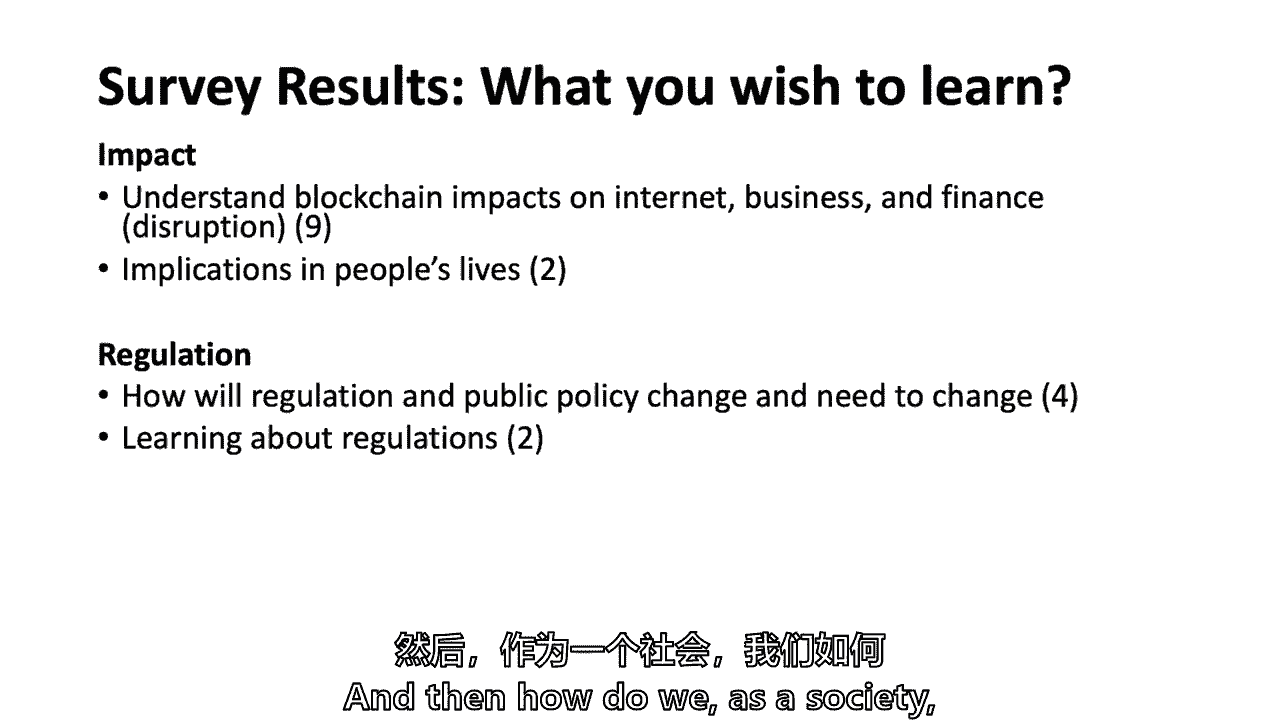 Survey Results: What you wish to learn?
Impact
• Understand blockchain impacts on internet, business, and finance
(disruption) (9)
• Implications in people’s lives (2)
Regulation
• How will regulation and public policy change and need to change (4)
• Learning about regulations (2)
然后，作为一个社会，我们如何
And then how do we, as a society,